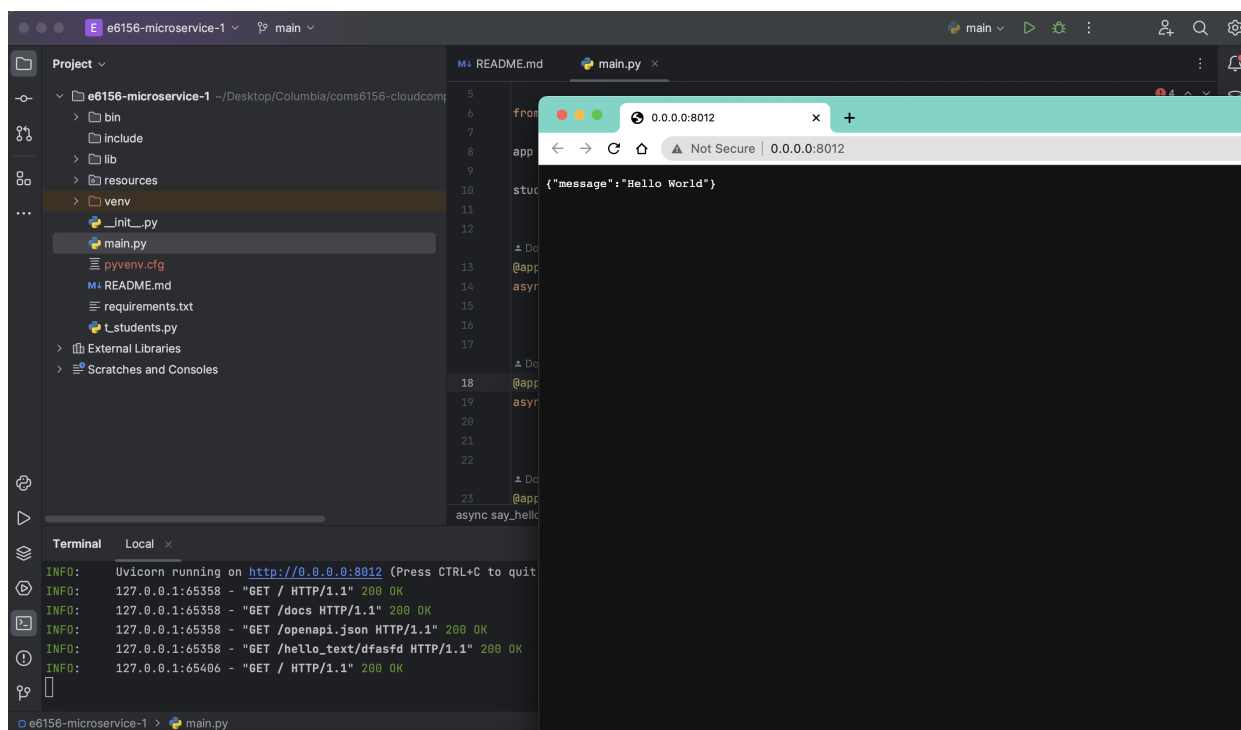 E e6156-microservice-1 main main
Project
README.md main.py
e6156-microservice-1 ~/Desktop/Columbia/coms6156-cloudcomp
bin
include
lib
resources
venv
__init__.py
main.py
pyvenv.cfg
README.md
requirements.txt
t_students.py
External Libraries
Scratches and Consoles
5
6 from
7
8 app
9
10 stud
11
12
Do
13 @app
14 asyn
15
16
17
Do
18 @app
19 asyn
20
21
22
Do
23 @app
async say_hello
4
0.0.0.0:8012
Not Secure | 0.0.0.0:8012
{"message":"Hello World"}
Terminal Local
INFO: Uvicorn running on http://0.0.0.0:8012 (Press CTRL+C to quit
INFO: 127.0.0.1:65358 - "GET / HTTP/1.1" 200 OK
INFO: 127.0.0.1:65358 - "GET /docs HTTP/1.1" 200 OK
INFO: 127.0.0.1:65358 - "GET /openapi.json HTTP/1.1" 200 OK
INFO: 127.0.0.1:65358 - "GET /hello_text/dfasfd HTTP/1.1" 200 OK
INFO: 127.0.0.1:65406 - "GET / HTTP/1.1" 200 OK
e6156-microservice-1 > main.py